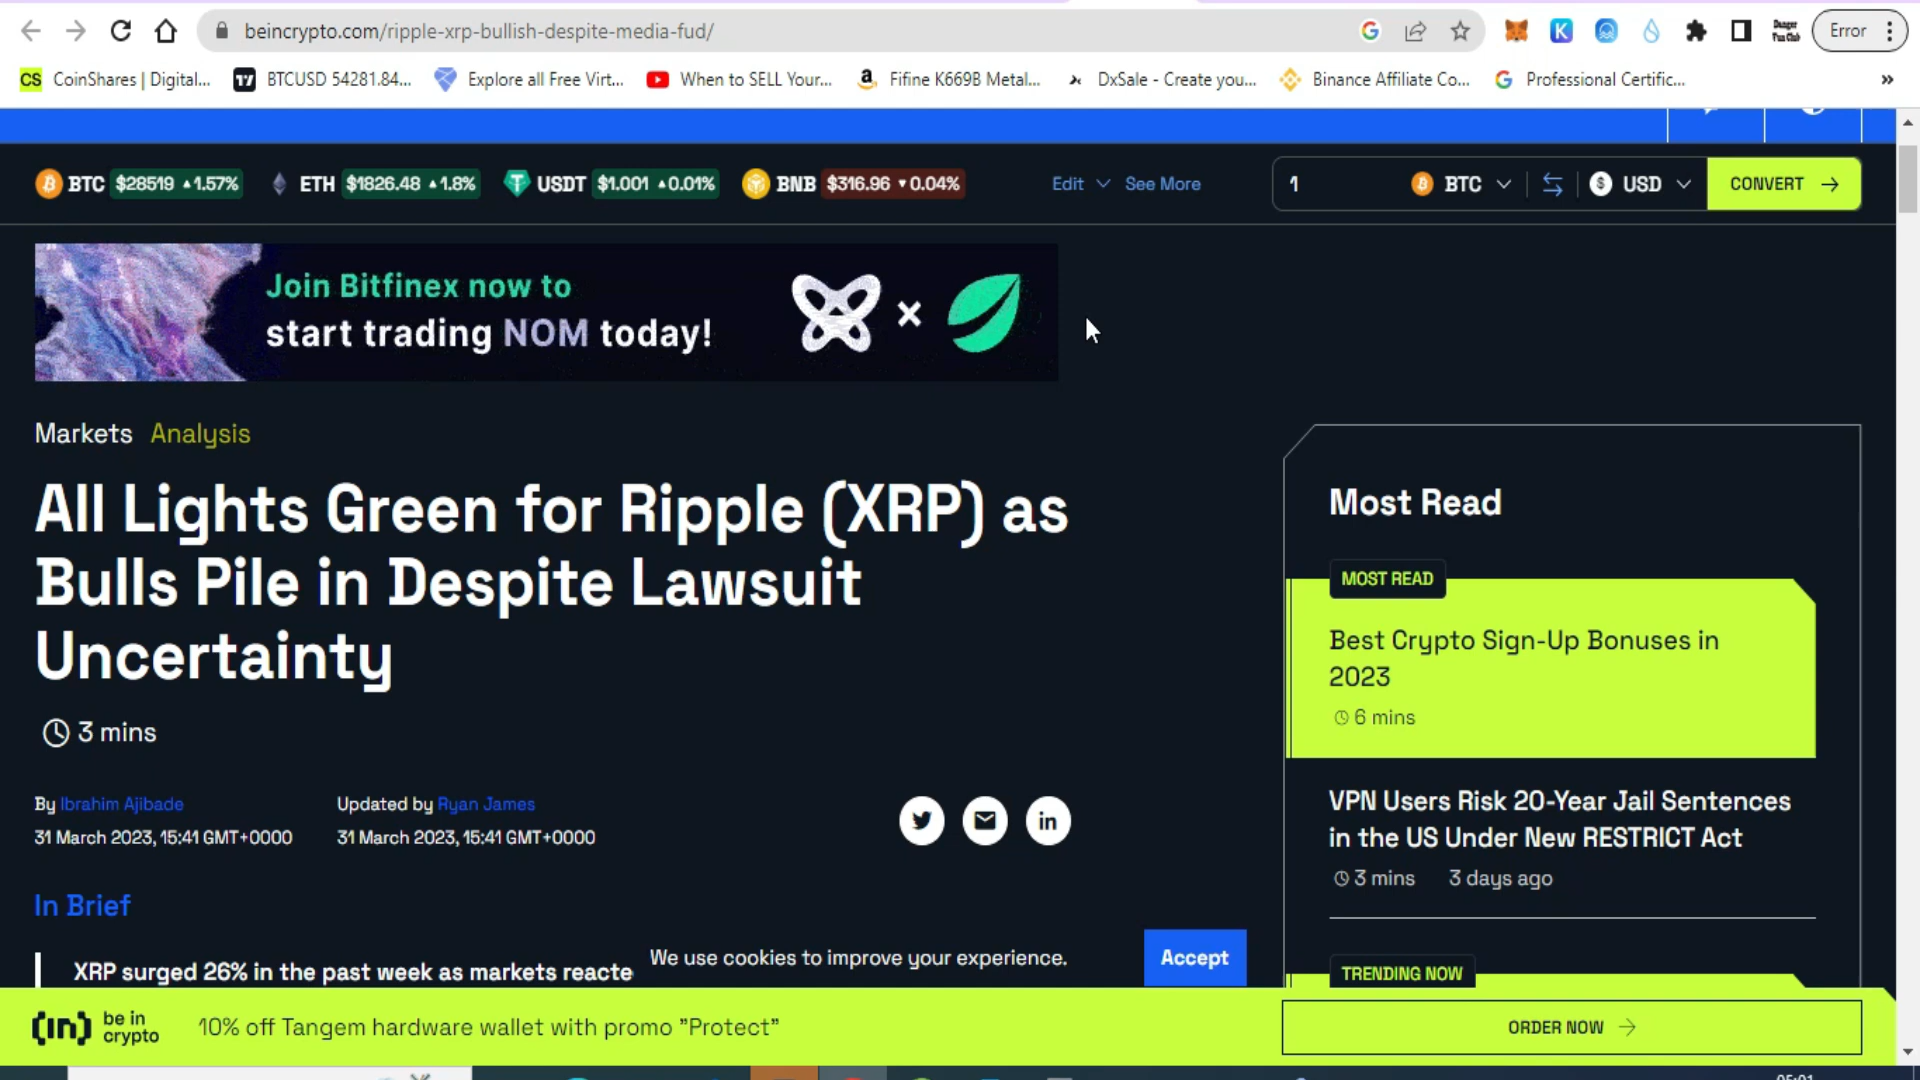 beincrypto.com/ripple-xrp-bullish-despite-media-fud/
Error
CS CoinShares | Digital... BTCUSD 54281.84... Explore all Free Virt... When to SELL Your... Fifine K669B Metal... DxSale - Create you... Binance Affiliate Co... Professional Certific... »
BTC $28519 ▲1.57% ETH $1826.48 ▲1.8% USDT $1.001 ▲0.01% BNB $316.96 ▼0.04% Edit See More 1 BTC USD CONVERT →
Join Bitfinex now to
start trading NOM today!
Markets Analysis
All Lights Green for Ripple (XRP) as
Bulls Pile in Despite Lawsuit
Uncertainty
3 mins
By Ibrahim Ajibade Updated by Ryan James
31 March 2023, 15:41 GMT+0000 31 March 2023, 15:41 GMT+0000
In Brief
XRP surged 26% in the past week as markets reacte
We use cookies to improve your experience. Accept
Most Read
MOST READ
Best Crypto Sign-Up Bonuses in
2023
6 mins
VPN Users Risk 20-Year Jail Sentences
in the US Under New RESTRICT Act
3 mins 3 days ago
TRENDING NOW
(in) be in
crypto
10% off Tangem hardware wallet with promo "Protect"
ORDER NOW →